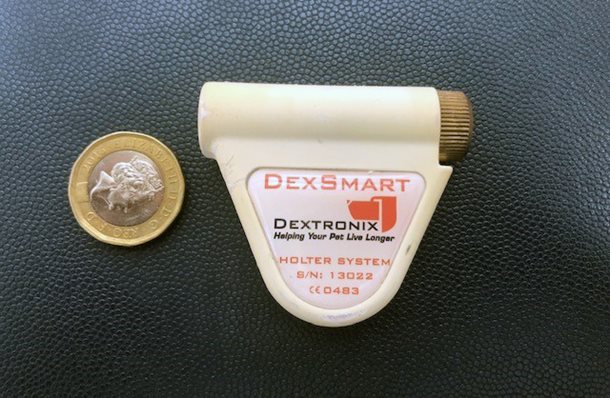 DEXSMART
DEXTRONIX
Helping Your Pet Live Longer
HOLTER SYSTEM
S/N: 13022
CE 0483